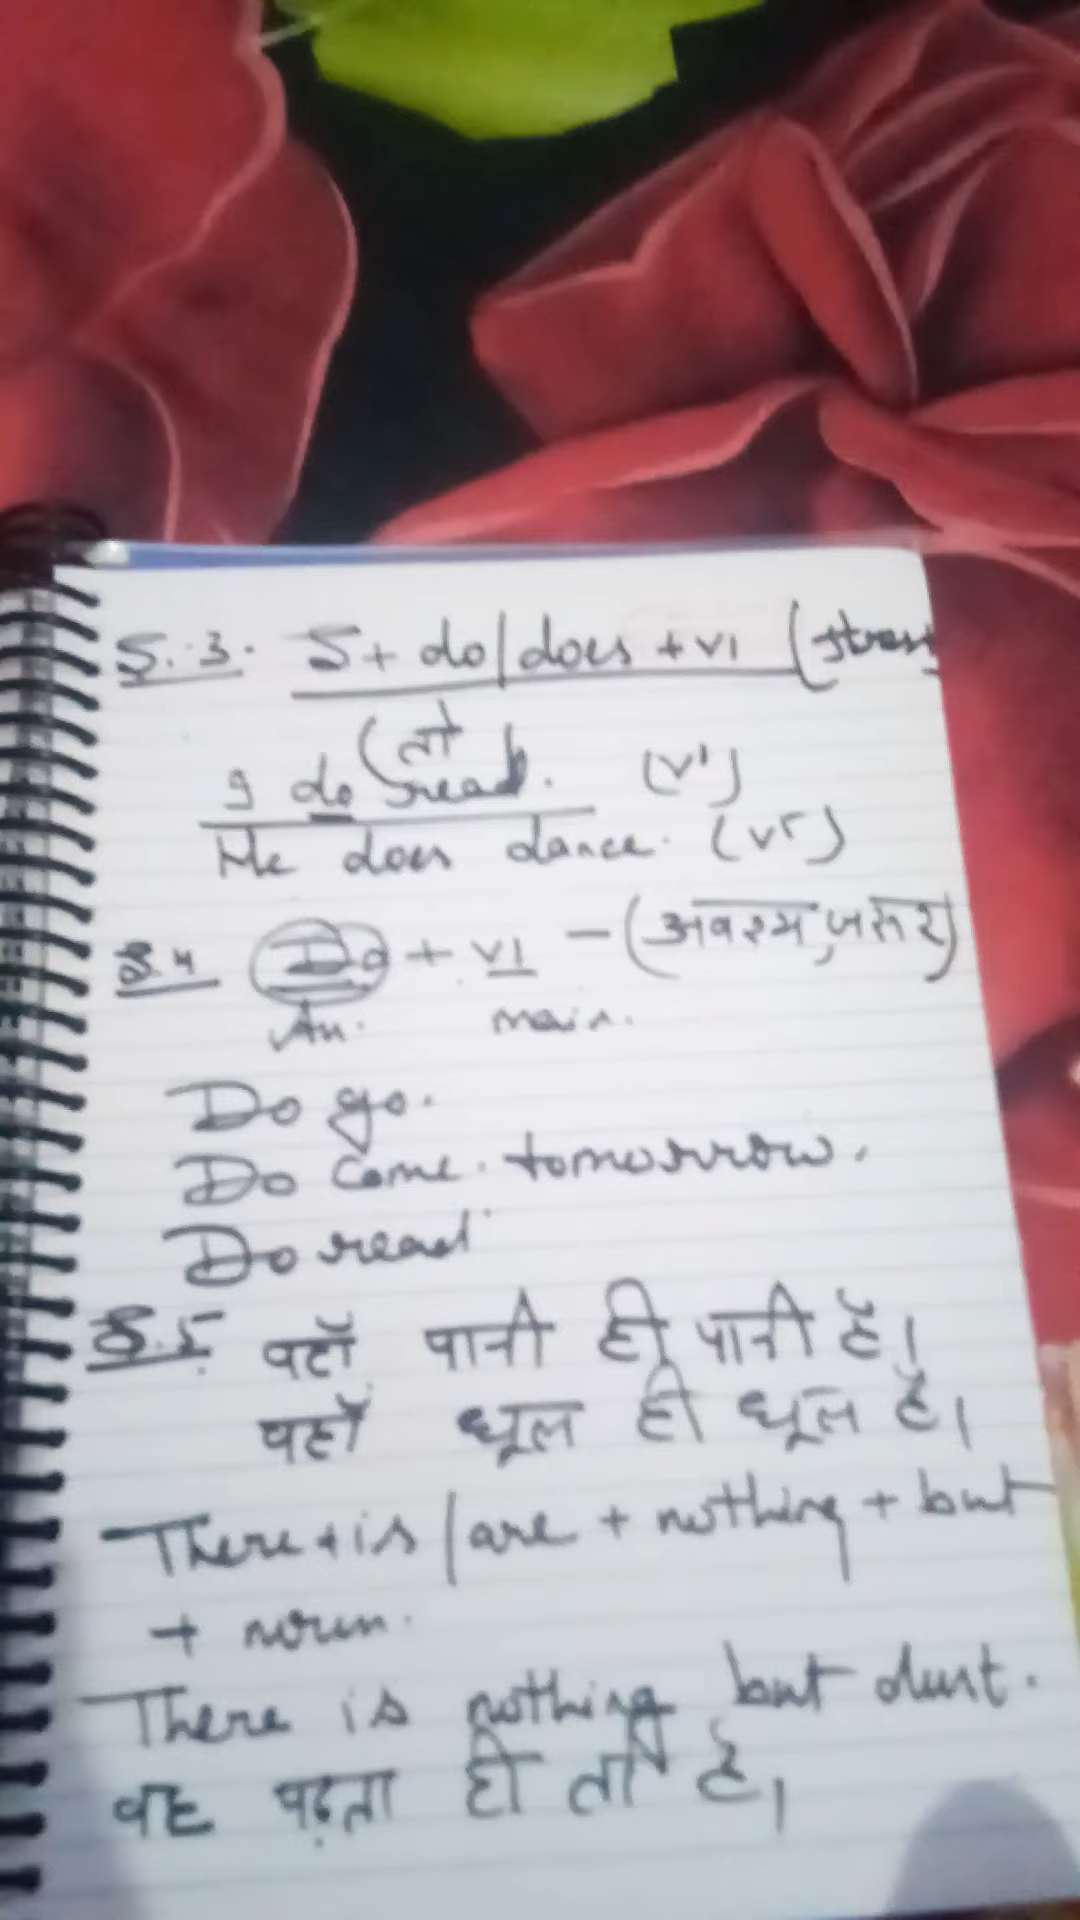 S.3. S + do/does + v1 (stress
(तो
I do read. (v1)
He does dance. (v5)
S.4 Do + v1 - (अवश्य, जरूर)
Au. main.
Do go.
Do come. tomorrow.
Do read
S.5 वहाँ पानी ही पानी है।
यहाँ धूल ही धूल है।
There + is/are + nothing + but
+ noun.
There is nothing but dust.
वह पढ़ता ही तो है।